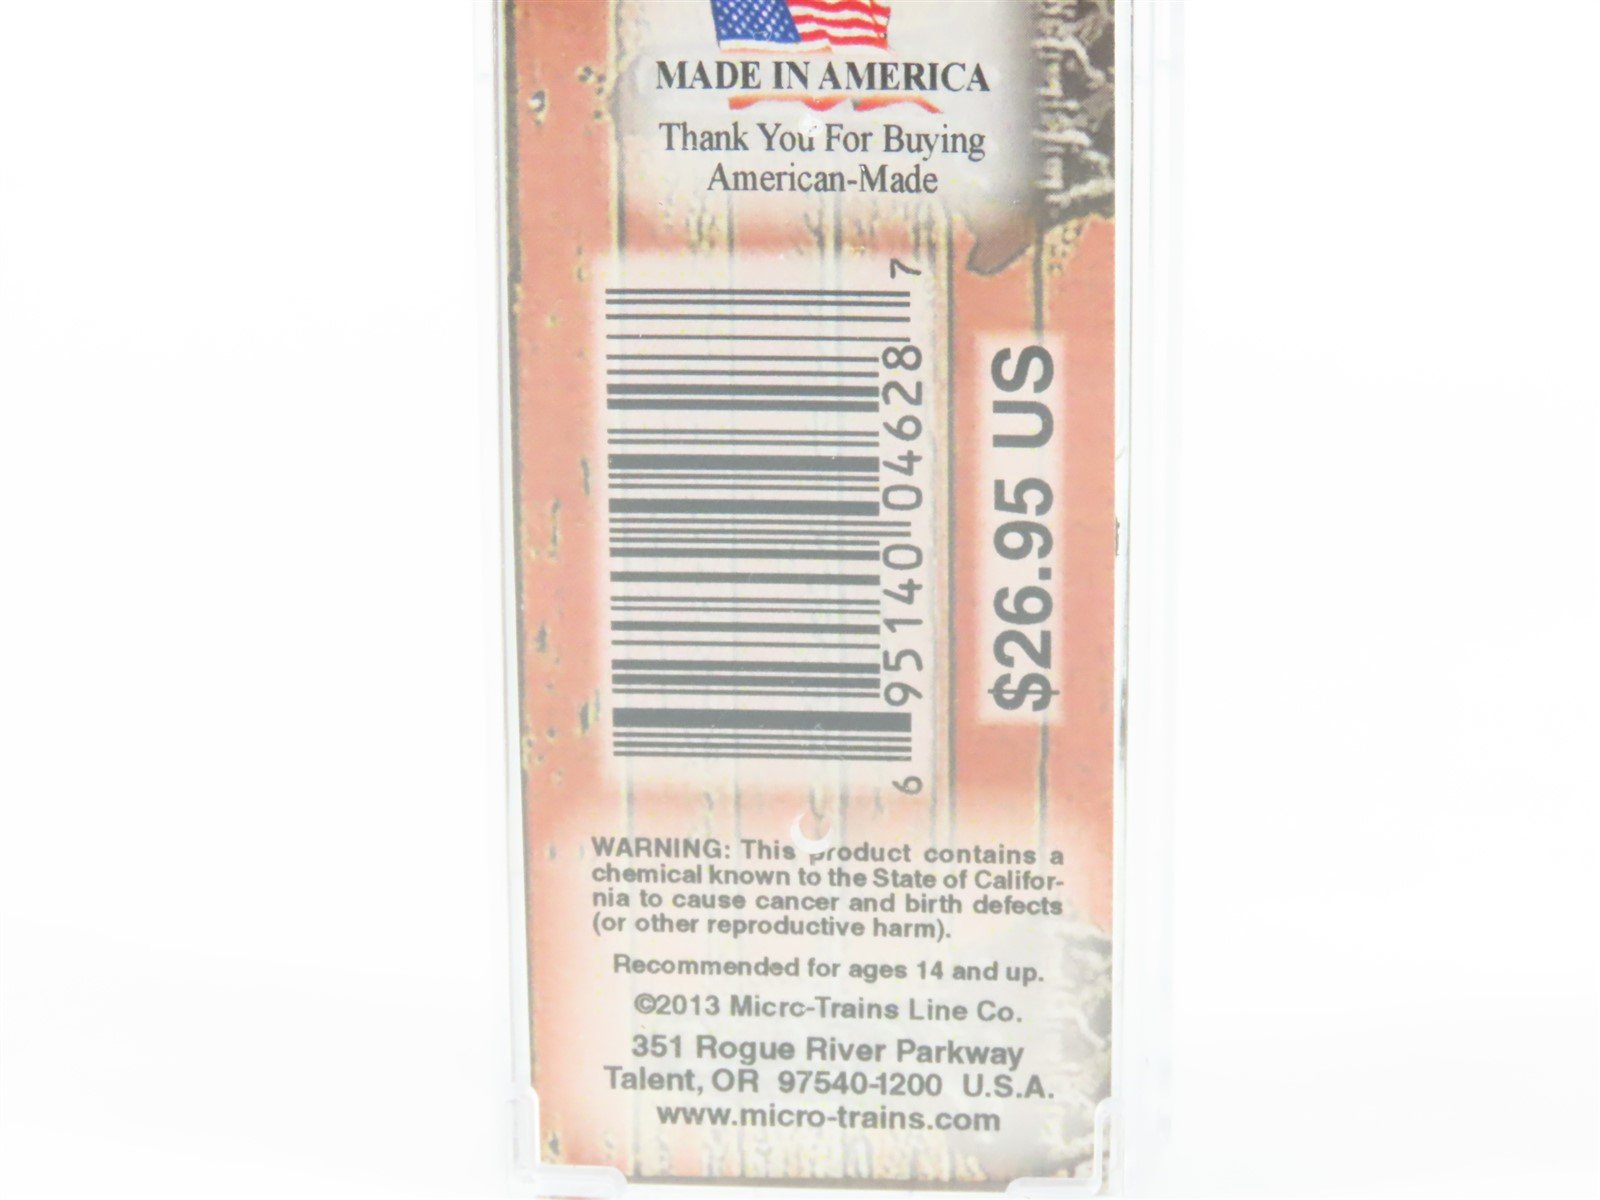 MADE IN AMERICA
Thank You For Buying
American-Made
6 95140 04628 7
$26.95 US
WARNING: This product contains a
chemical known to the State of Califor-
nia to cause cancer and birth defects
(or other reproductive harm).
Recommended for ages 14 and up.
©2013 Micro-Trains Line Co.
351 Rogue River Parkway
Talent, OR 97540-1200 U.S.A.
www.micro-trains.com